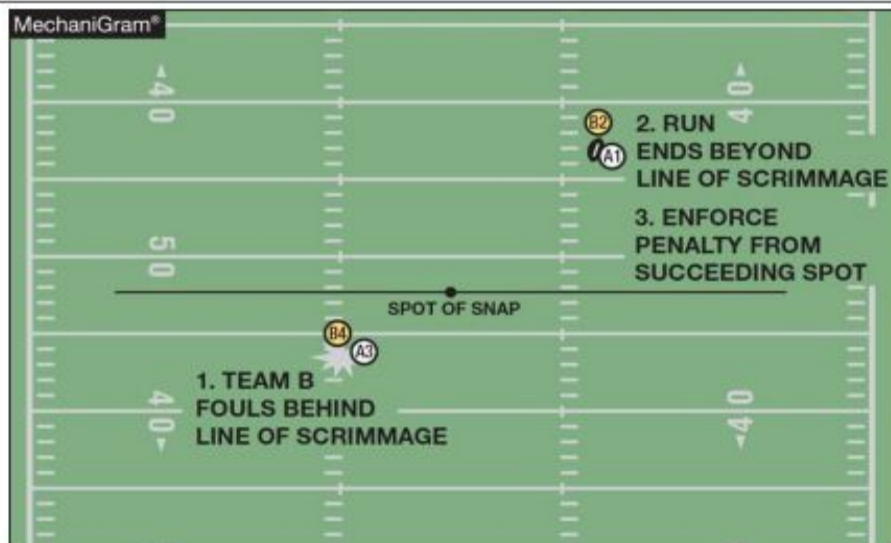 MechaniGram®
40
40
B2
A1
2. RUN
ENDS BEYOND
LINE OF SCRIMMAGE
3. ENFORCE
PENALTY FROM
SUCCEEDING SPOT
50
SPOT OF SNAP
B4
A3
1. TEAM B
FOULS BEHIND
LINE OF SCRIMMAGE
40
40